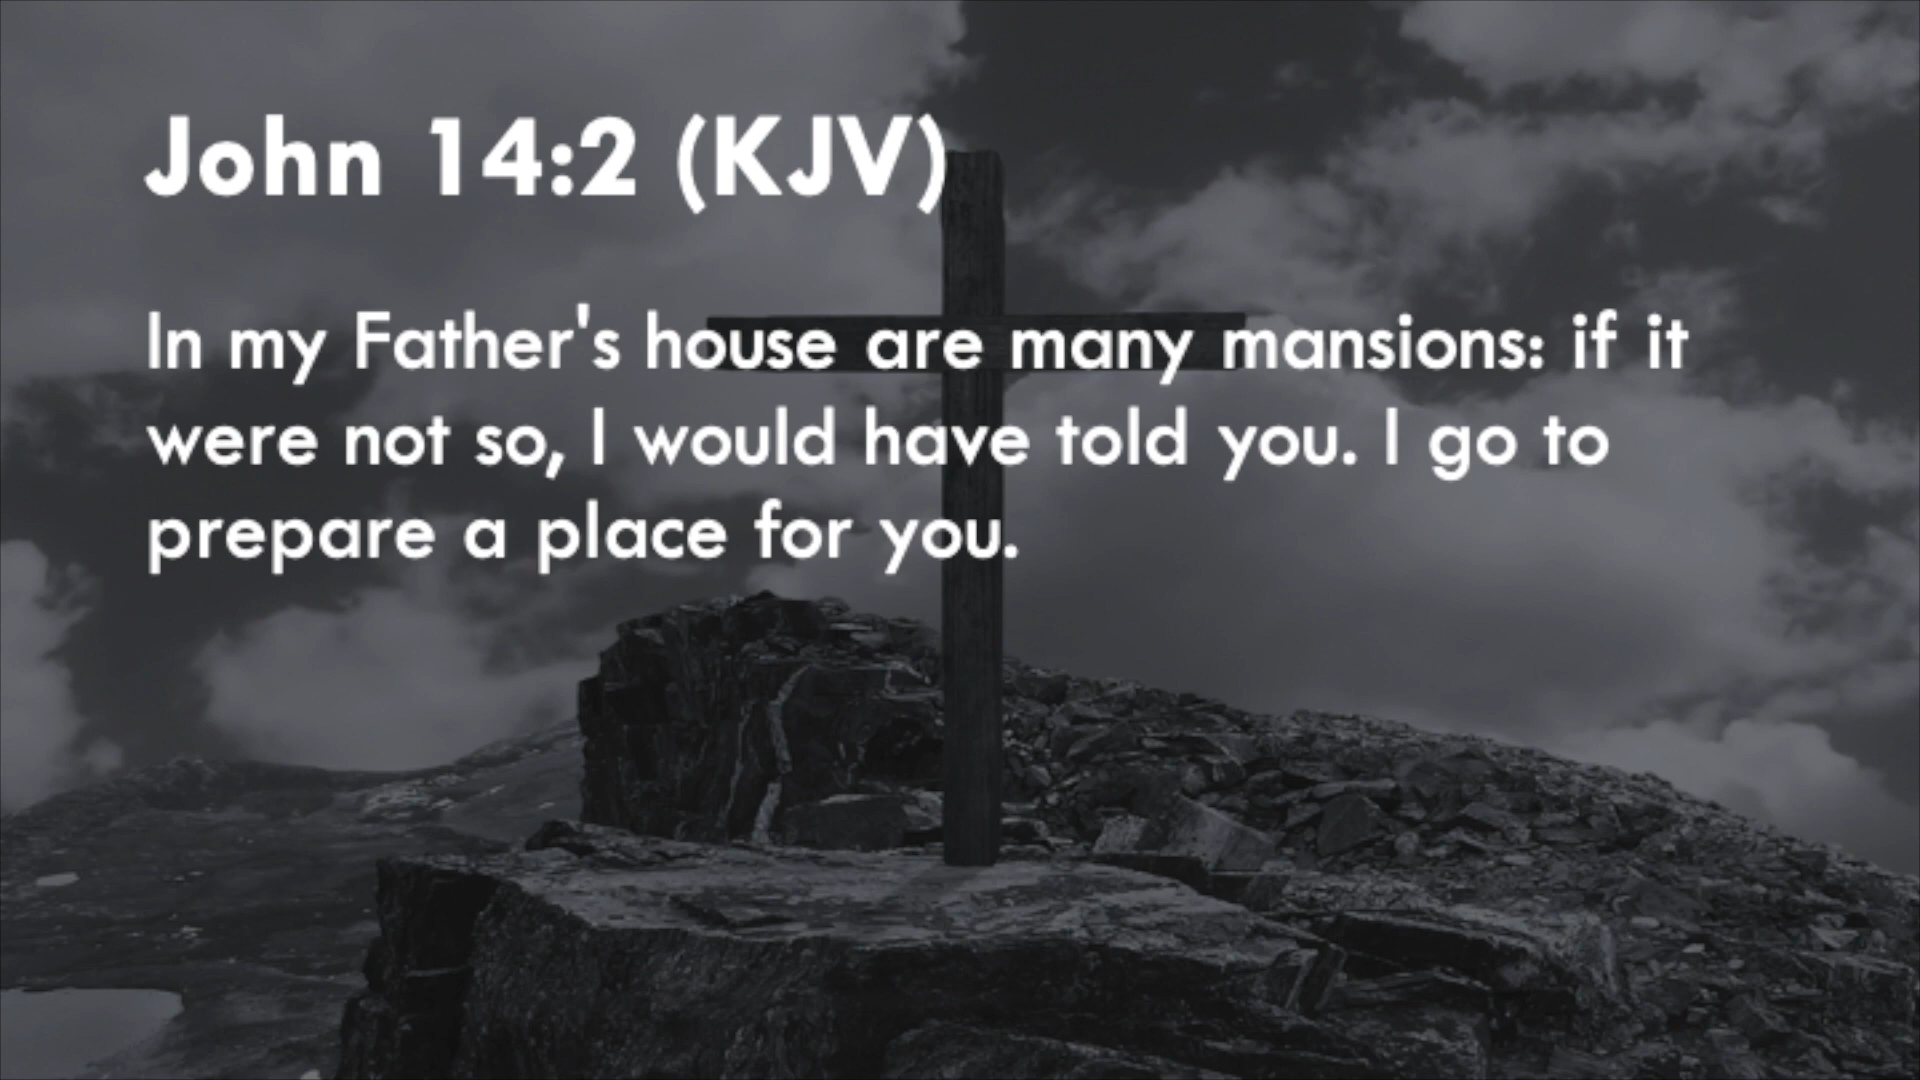 John 14:2 (KJV)
In my Father's house are many mansions: if it
were not so, I would have told you. I go to
prepare a place for you.